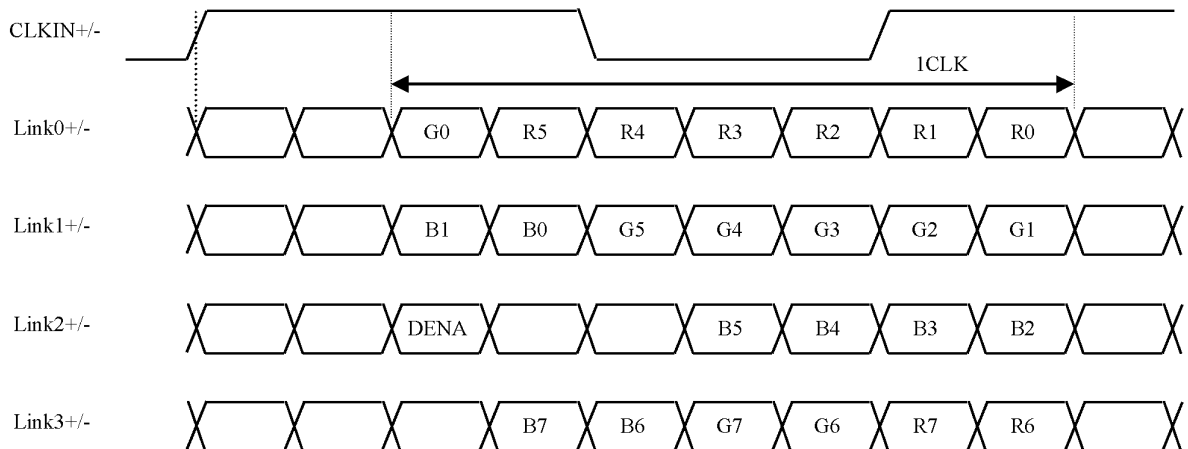 CLKIN+/-
1CLK
Link0+/- G0 R5 R4 R3 R2 R1 R0
Link1+/- B1 B0 G5 G4 G3 G2 G1
Link2+/- DENA B5 B4 B3 B2
Link3+/- B7 B6 G7 G6 R7 R6